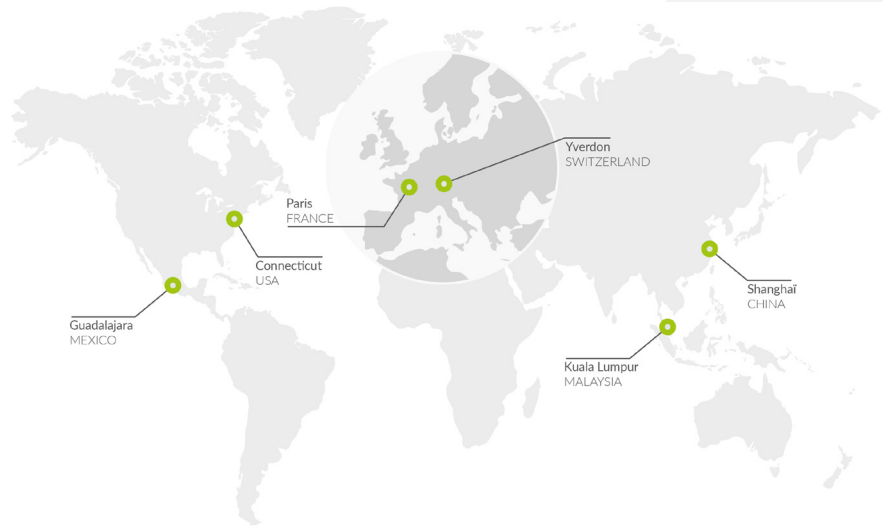 Yverdon
SWITZERLAND
Paris
FRANCE
Connecticut
USA
Shanghaï
CHINA
Guadalajara
MEXICO
Kuala Lumpur
MALAYSIA